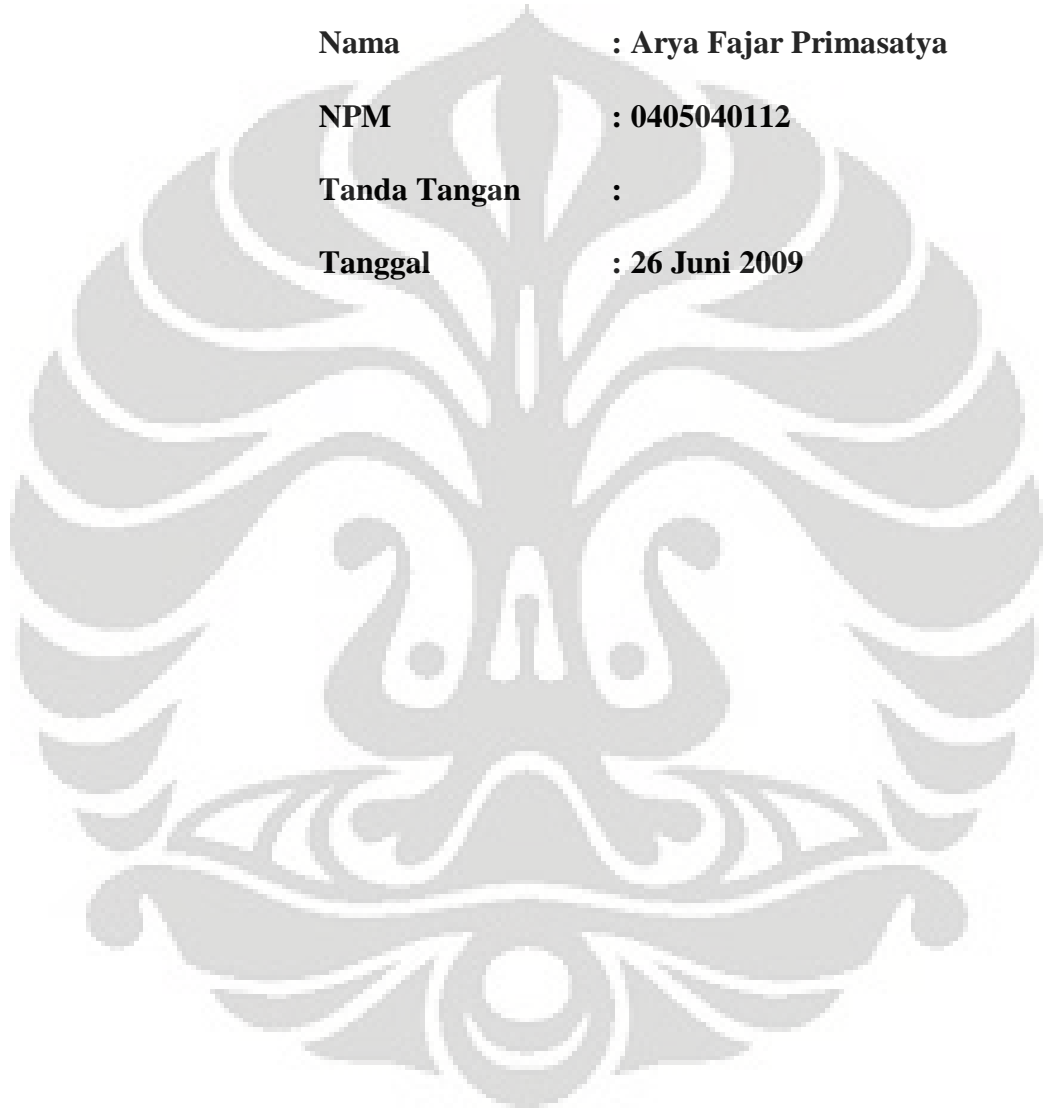 Nama : Arya Fajar Primasatya
NPM : 0405040112
Tanda Tangan :
Tanggal : 26 Juni 2009